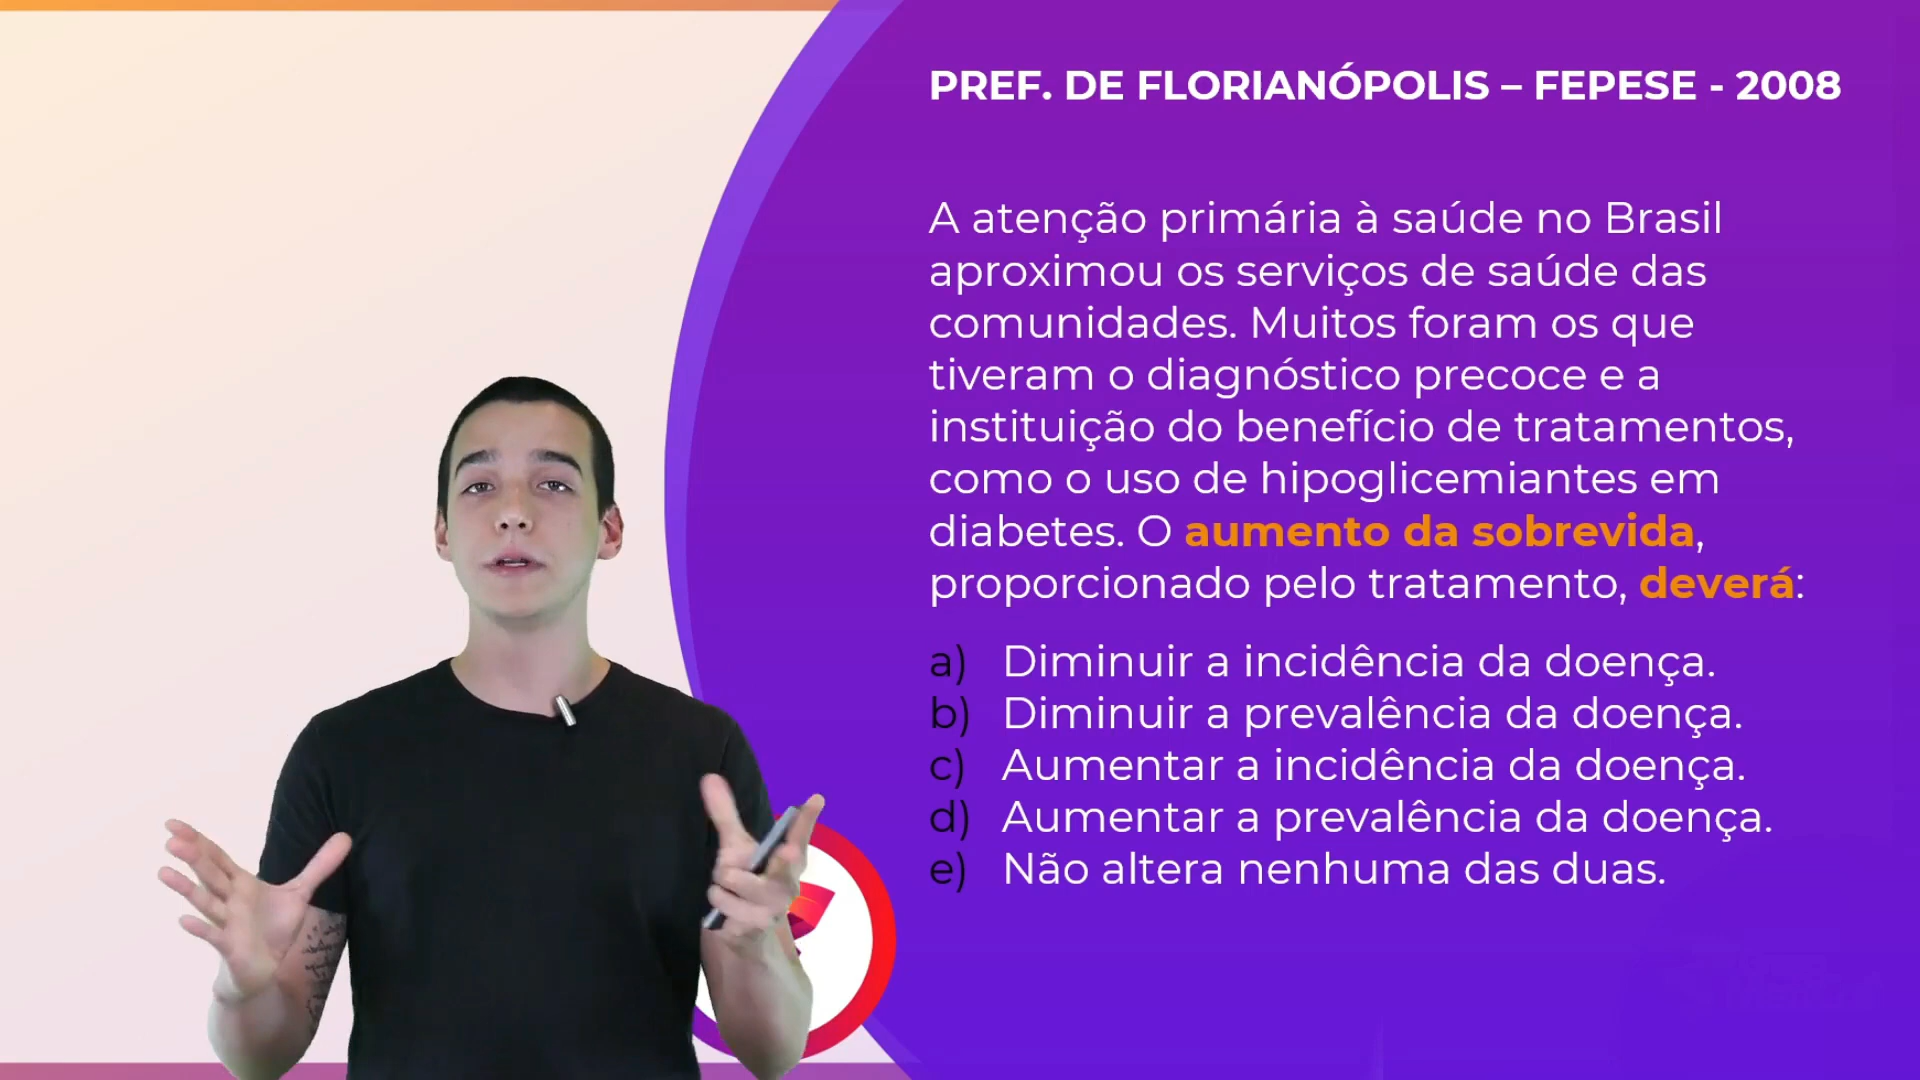 PREF. DE FLORIANÓPOLIS – FEPESE - 2008
A atenção primária à saúde no Brasil
aproximou os serviços de saúde das
comunidades. Muitos foram os que
tiveram o diagnóstico precoce e a
instituição do benefício de tratamentos,
como o uso de hipoglicemiantes em
diabetes. O aumento da sobrevida,
proporcionado pelo tratamento, deverá:
a) Diminuir a incidência da doença.
b) Diminuir a prevalência da doença.
c) Aumentar a incidência da doença.
d) Aumentar a prevalência da doença.
e) Não altera nenhuma das duas.